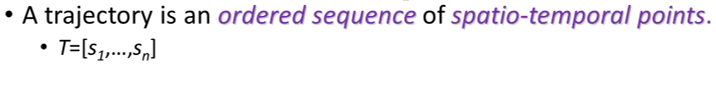 • A trajectory is an ordered sequence of spatio-temporal points.
• T=[s1,...,sn]